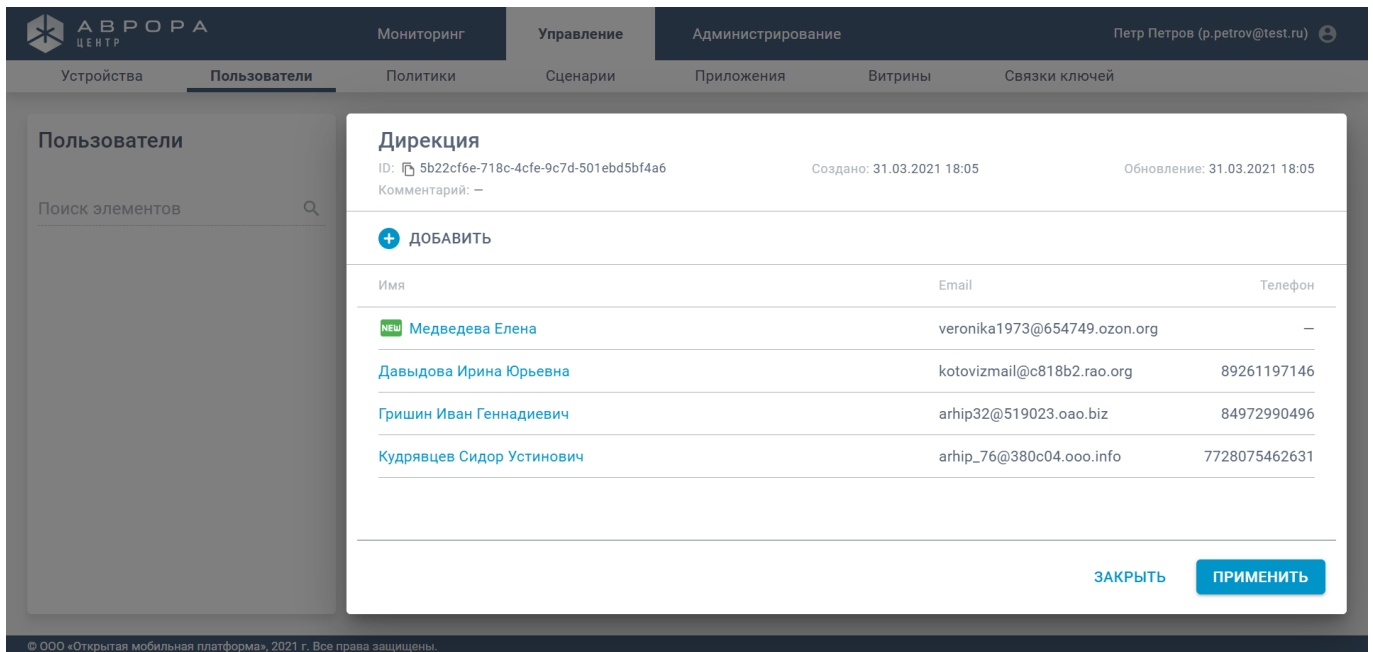 АВРОРА
ЦЕНТР
Мониторинг Управление Администрирование Петр Петров (p.petrov@test.ru)
Устройства Пользователи Политики Сценарии Приложения Витрины Связки ключей
Пользователи
Поиск элементов
Дирекция
ID: 5b22cf6e-718c-4cfe-9c7d-501ebd5bf4a6 Создано: 31.03.2021 18:05 Обновление: 31.03.2021 18:05
Комментарий: —
ДОБАВИТЬ
Имя Email Телефон
NEW Медведева Елена veronika1973@654749.ozon.org —
Давыдова Ирина Юрьевна kotovizmail@c818b2.rao.org 89261197146
Гришин Иван Геннадиевич arhip32@519023.oao.biz 84972990496
Кудрявцев Сидор Устинович arhip_76@380c04.ooo.info 7728075462631
ЗАКРЫТЬ ПРИМЕНИТЬ
© ООО «Открытая мобильная платформа», 2021 г. Все права защищены.